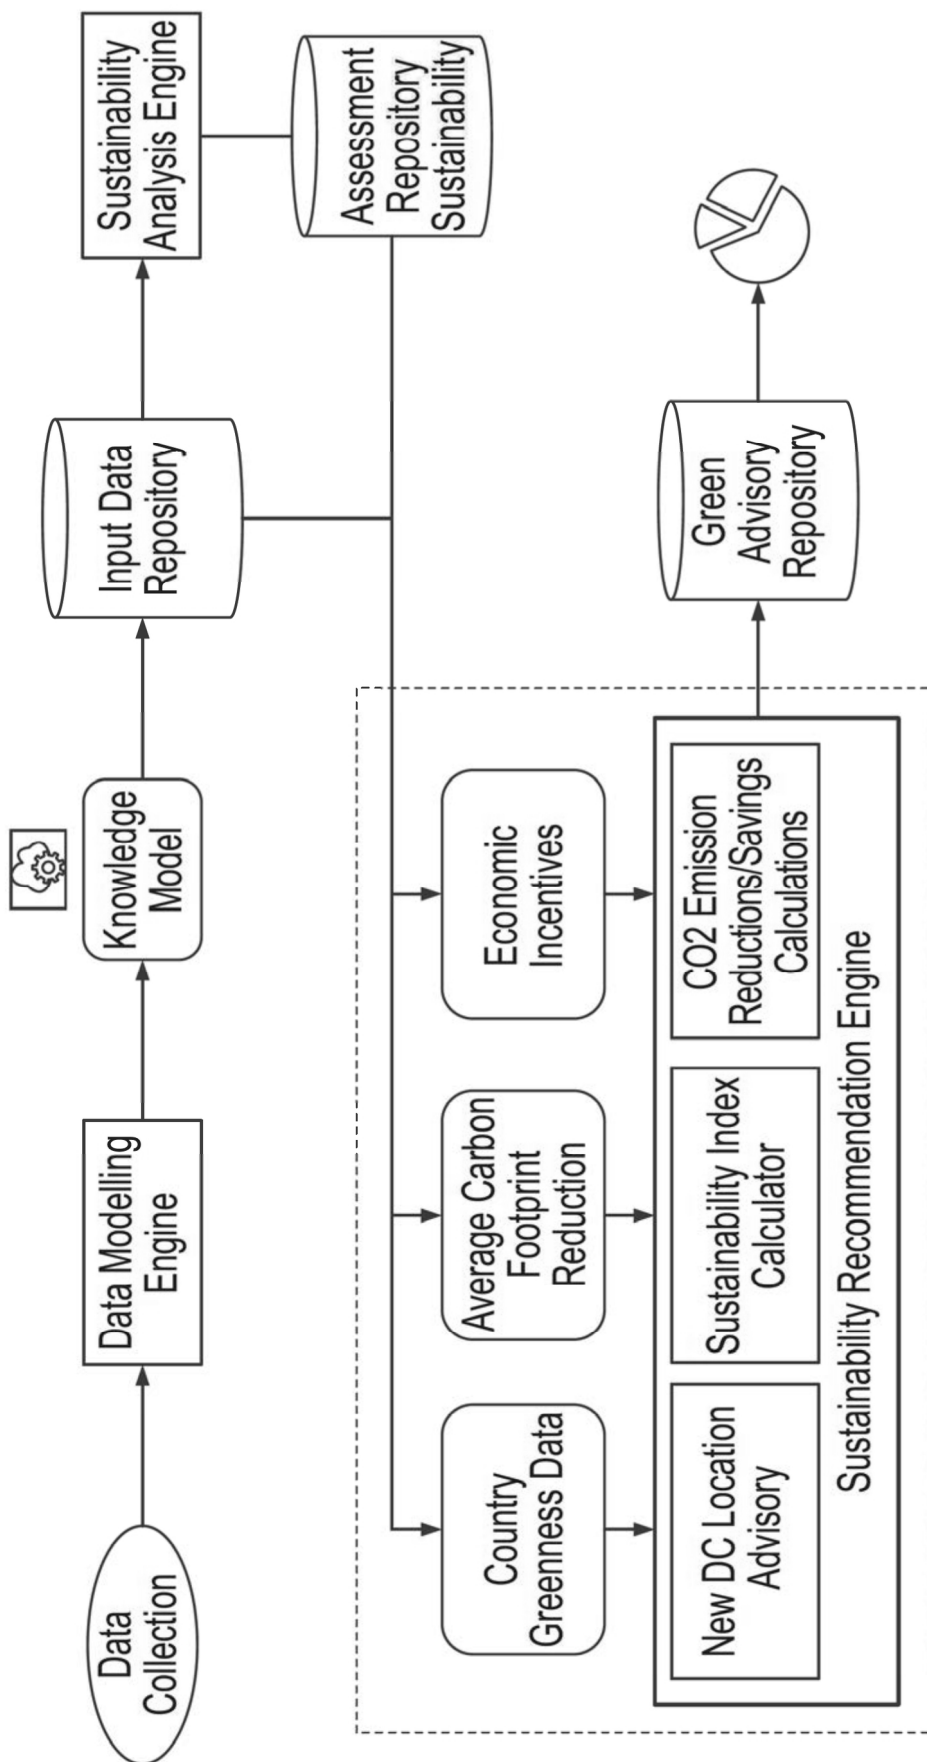 Data
Collection
Data Modelling
Engine
Knowledge
Model
Input Data
Repository
Sustainability
Analysis Engine
Assessment
Repository
Sustainability
Country
Greenness Data
Average Carbon
Footprint
Reduction
Economic
Incentives
New DC Location
Advisory
Sustainability Index
Calculator
CO2 Emission
Reductions/Savings
Calculations
Sustainability Recommendation Engine
Green
Advisory
Repository